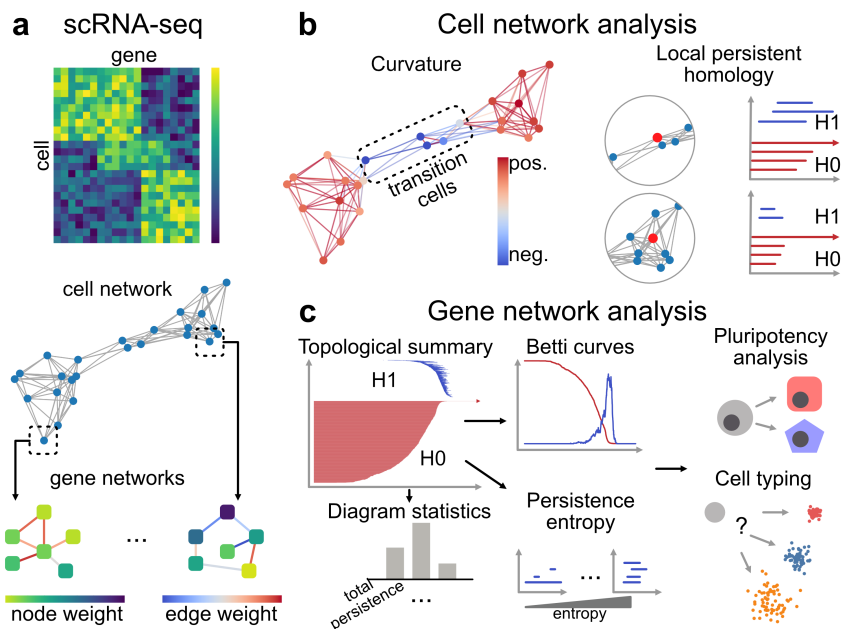 a scRNA-seq
gene
cell
cell network
gene networks
...
node weight
edge weight
b Cell network analysis
Curvature
transition
cells
pos.
neg.
Local persistent
homology
H1
H0
H1
H0
c Gene network analysis
Topological summary
H1
H0
Betti curves
Diagram statistics
total
persistence
...
Persistence
entropy
...
entropy
Pluripotency
analysis
Cell typing
?